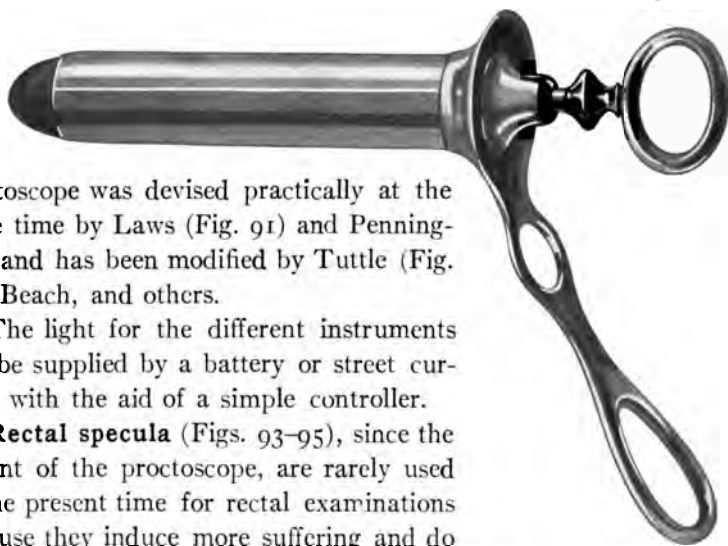 toscope was devised practically at the
time by Laws (Fig. 91) and Penning-
and has been modified by Tuttle (Fig.
Beach, and others.
The light for the different instruments
be supplied by a battery or street cur-
with the aid of a simple controller.
Rectal specula (Figs. 93–95), since the
nt of the proctoscope, are rarely used
ne present time for rectal examinations
use they induce more suffering and do